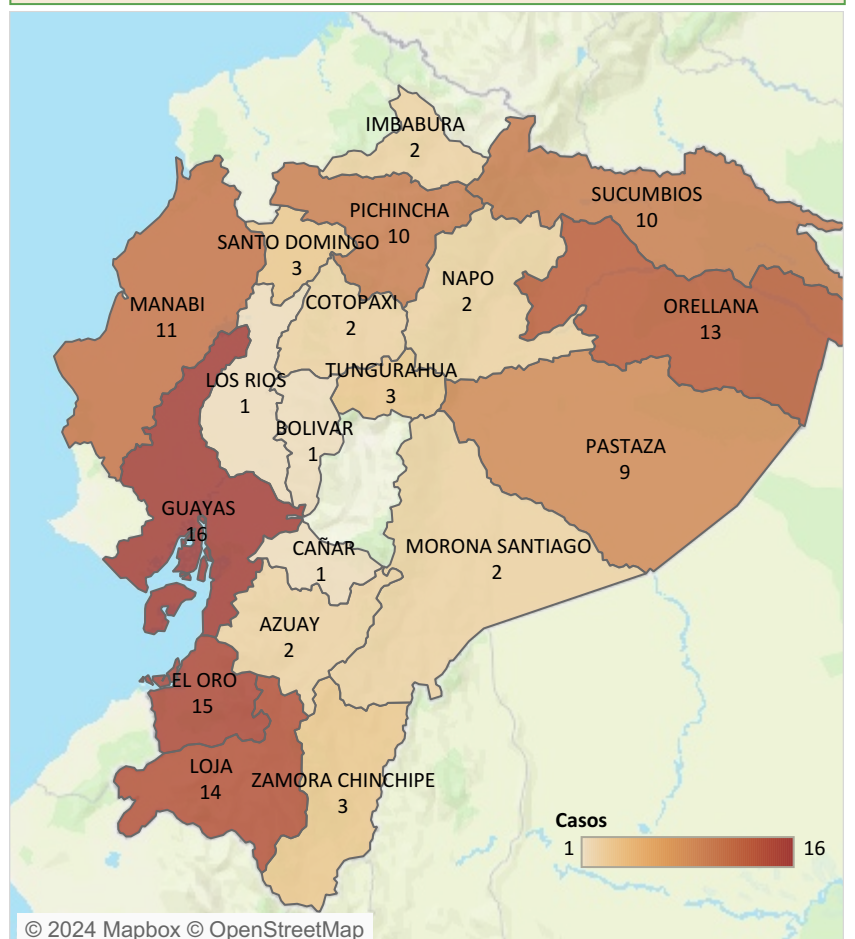 IMBABURA
2
SUCUMBIOS
10
PICHINCHA
10
SANTO DOMINGO
3
NAPO
2
COTOPAXI
2
MANABI
11
ORELLANA
13
TUNGURAHUA
3
LOS RIOS
1
BOLIVAR
1
PASTAZA
9
GUAYAS
16
CAÑAR
1
MORONA SANTIAGO
2
AZUAY
2
EL ORO
15
LOJA
14
ZAMORA CHINCHIPE
3
Casos
1 16
© 2024 Mapbox © OpenStreetMap